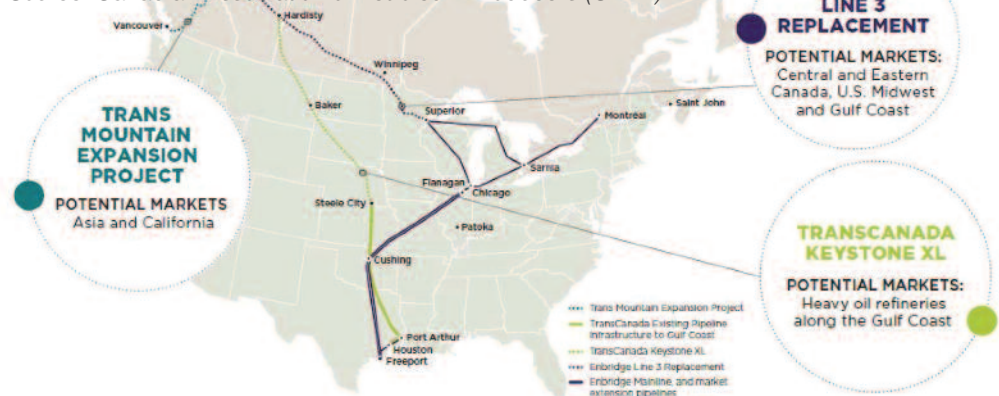 Vancouver
Hardisty
LINE 3
REPLACEMENT
POTENTIAL MARKETS:
Central and Eastern
Canada, U.S. Midwest
and Gulf Coast
Winnipeg
Baker
Superior
Saint John
Montréal
TRANS
MOUNTAIN
EXPANSION
PROJECT
POTENTIAL MARKETS
Asia and California
Sarnia
Flanagan
Chicago
Steele City
Patoka
TRANSCANADA
KEYSTONE XL
POTENTIAL MARKETS:
Heavy oil refineries
along the Gulf Coast
Cushing
Port Arthur
Houston
Freeport
Trans Mountain Expansion Project
TransCanada Existing Pipeline
Infrastructure to Gulf Coast
TransCanada Keystone XL
Enbridge Line 3 Replacement
Enbridge Mainline, and market
extension pipelines